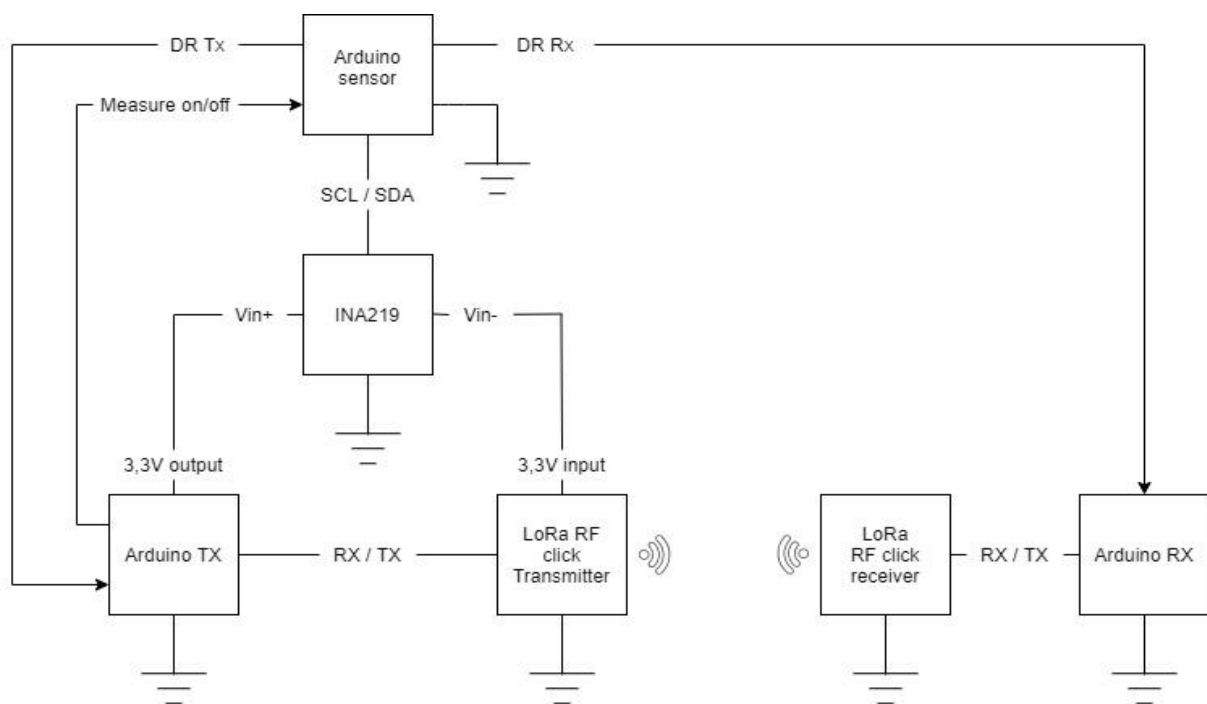 DR Tx
Arduino
sensor
DR Rx
Measure on/off
SCL / SDA
Vin+
INA219
Vin-
3,3V output
3,3V input
Arduino TX
RX / TX
LoRa RF
click
Transmitter
LoRa
RF click
receiver
RX / TX
Arduino RX